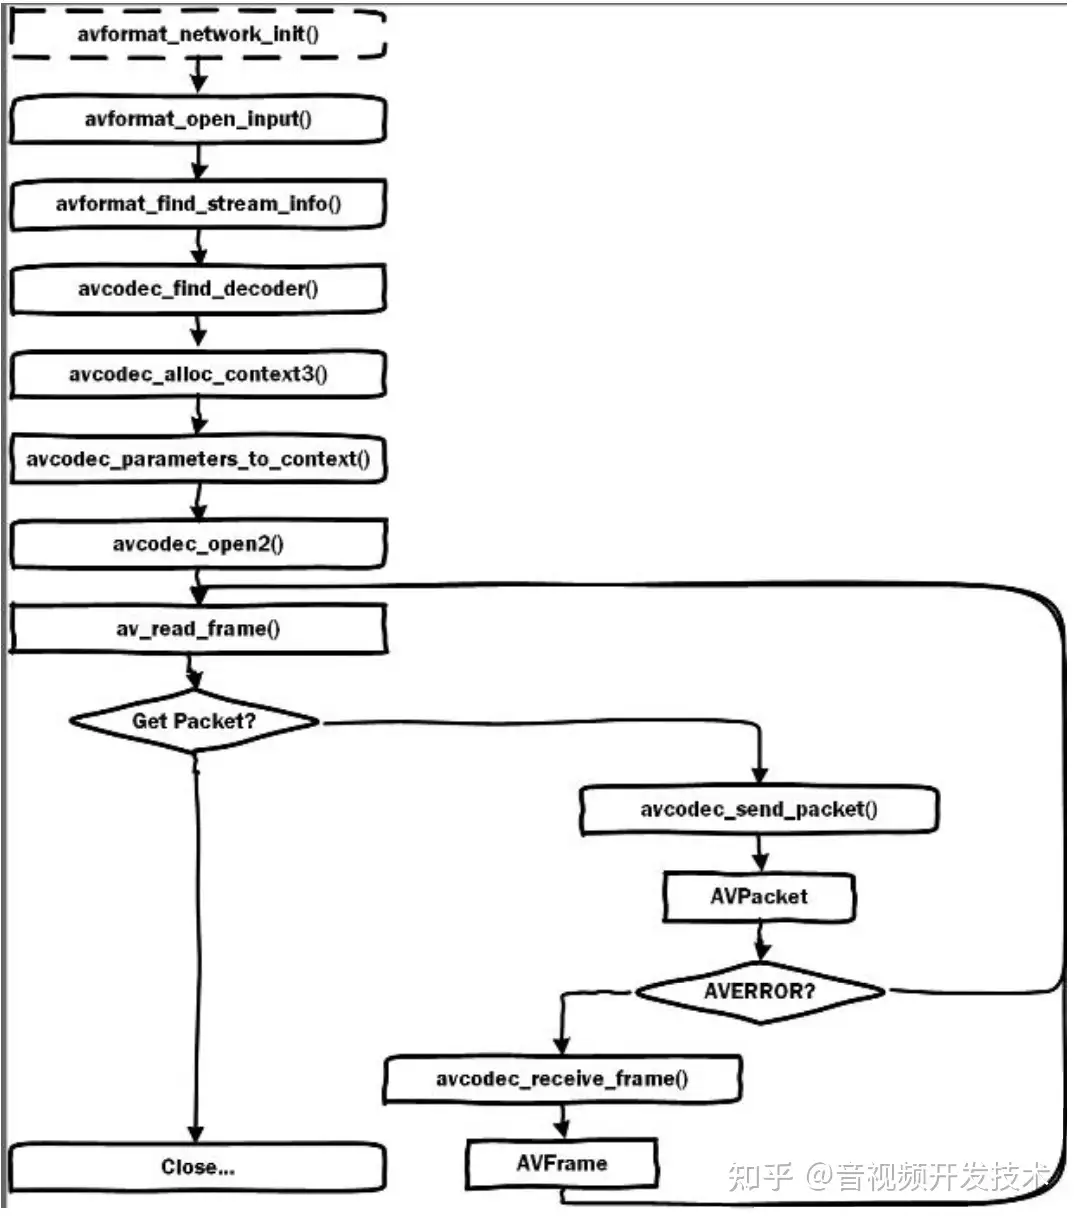 avformat_network_init()
avformat_open_input()
avformat_find_stream_info()
avcodec_find_decoder()
avcodec_alloc_context3()
avcodec_parameters_to_context()
avcodec_open2()
av_read_frame()
Get Packet?
avcodec_send_packet()
AVPacket
AVERROR?
avcodec_receive_frame()
AVFrame
Close...
知乎 @音视频开发技术